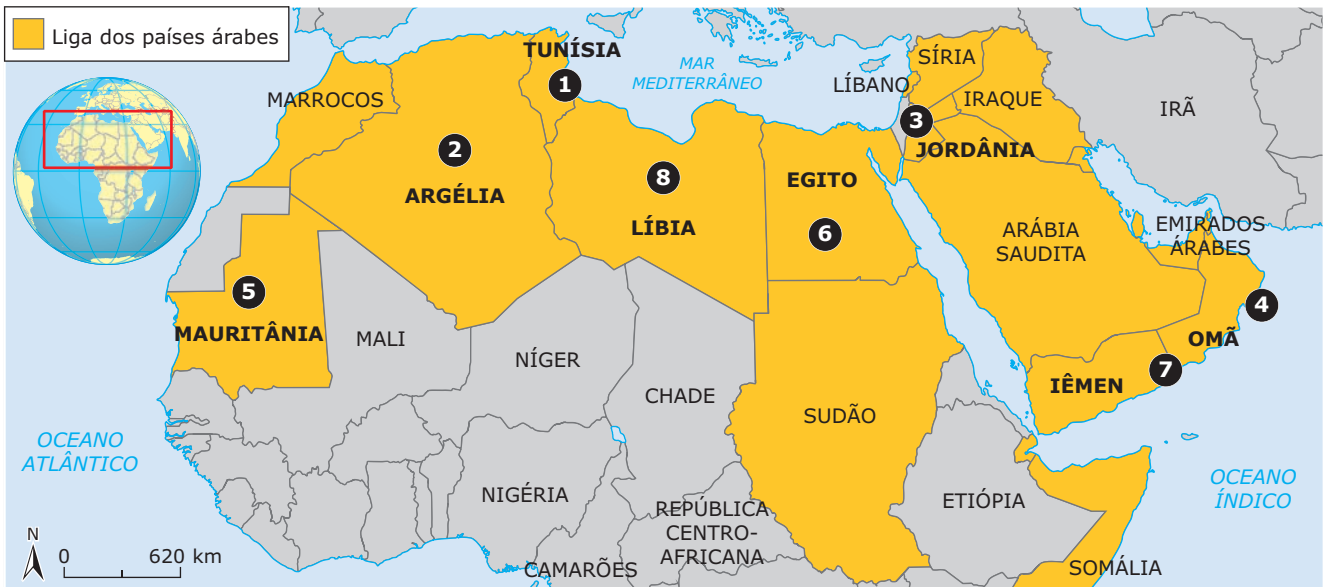 Liga dos países árabes
TUNÍSIA
1
MAR
MEDITERRÂNEO
SÍRIA
LÍBANO
IRAQUE
IRÃ
MARROCOS
2
ARGÉLIA
3
JORDÂNIA
8
LÍBIA
EGITO
6
ARÁBIA
SAUDITA
EMIRADOS
ÁRABES
4
OMÃ
5
MAURITÂNIA
MALI
NÍGER
CHADE
SUDÃO
7
IÊMEN
OCEANO
ATLÂNTICO
NIGÉRIA
ETIÓPIA
OCEANO
ÍNDICO
REPÚBLICA
CENTRO-
AFRICANA
CAMARÕES
SOMÁLIA
N
0 620 km